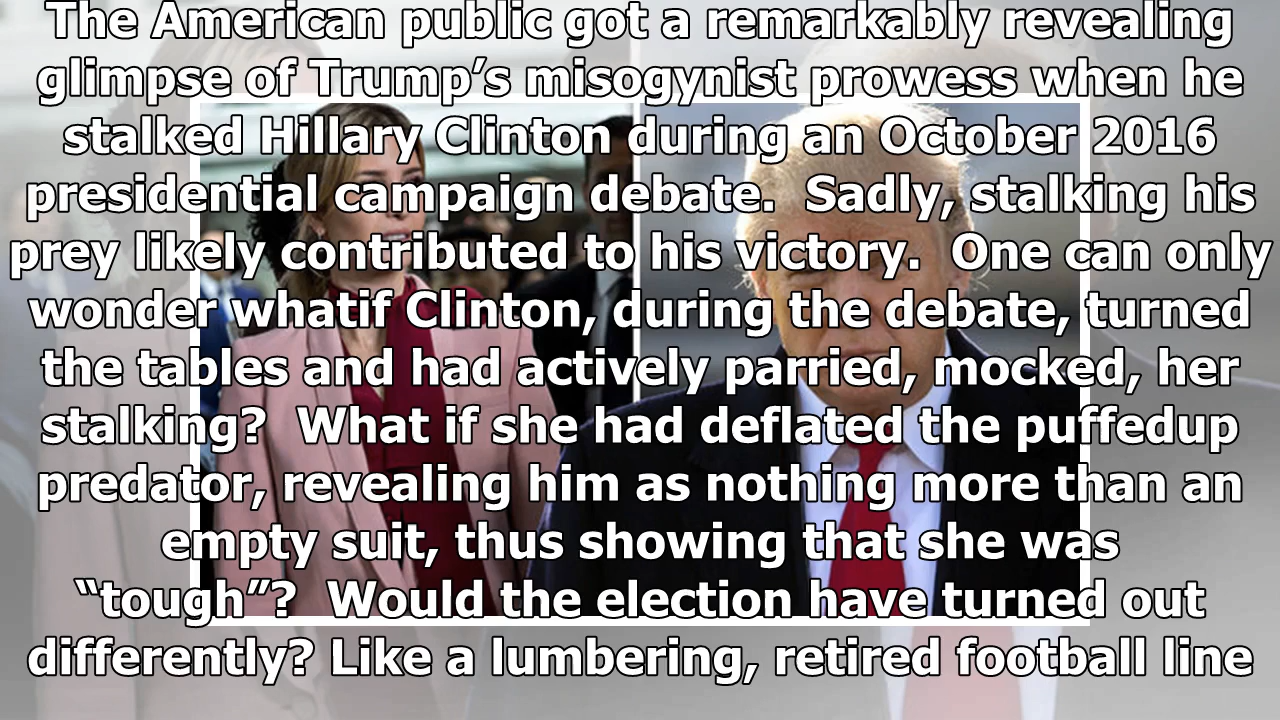 The American public got a remarkably revealing
glimpse of Trump’s misogynist prowess when he
stalked Hillary Clinton during an October 2016
presidential campaign debate.  Sadly, stalking his
prey likely contributed to his victory.  One can only
wonder whatif Clinton, during the debate, turned
the tables and had actively parried, mocked, her
stalking?  What if she had deflated the puffedup
predator, revealing him as nothing more than an
empty suit, thus showing that she was
“tough”?  Would the election have turned out
differently? Like a lumbering, retired football line